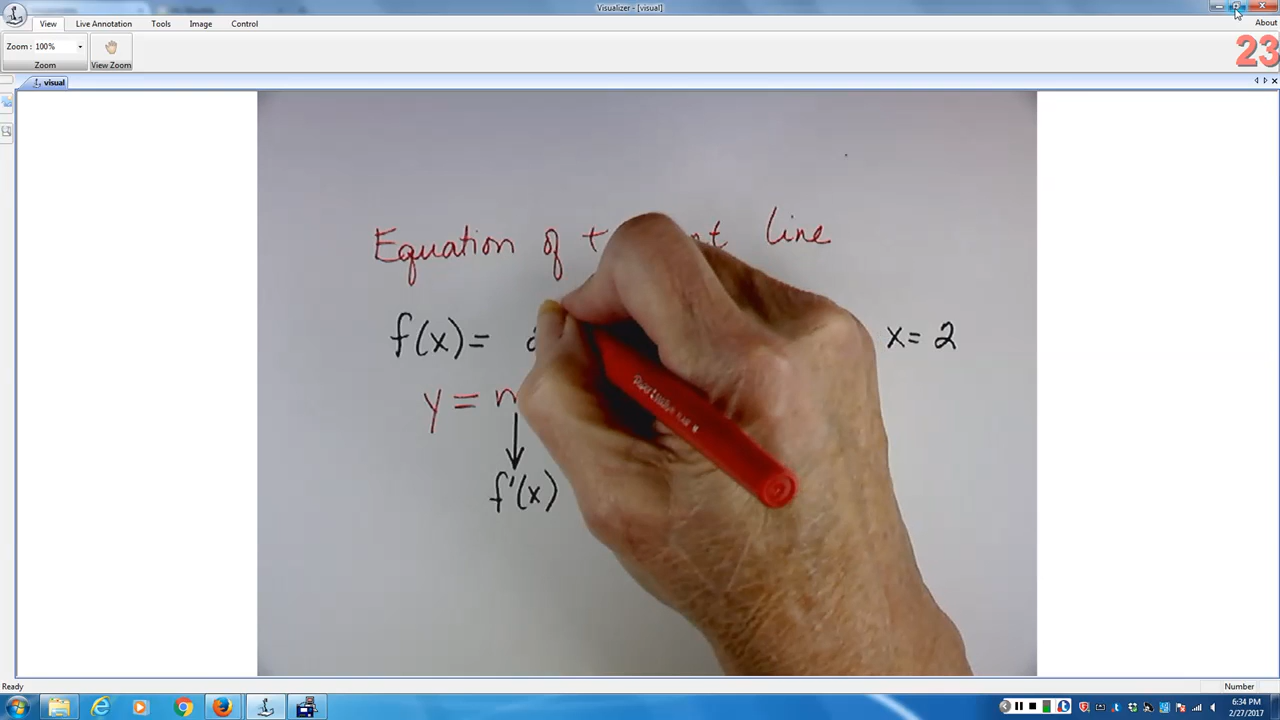 Visualizer - [visual]
View Live Annotation Tools Image Control About
Zoom : 100%
View Zoom
Zoom
23
visual
Equation of line
f(x) = x = 2
y =
f'(x)
Ready Number
6:34 PM
2/27/2017